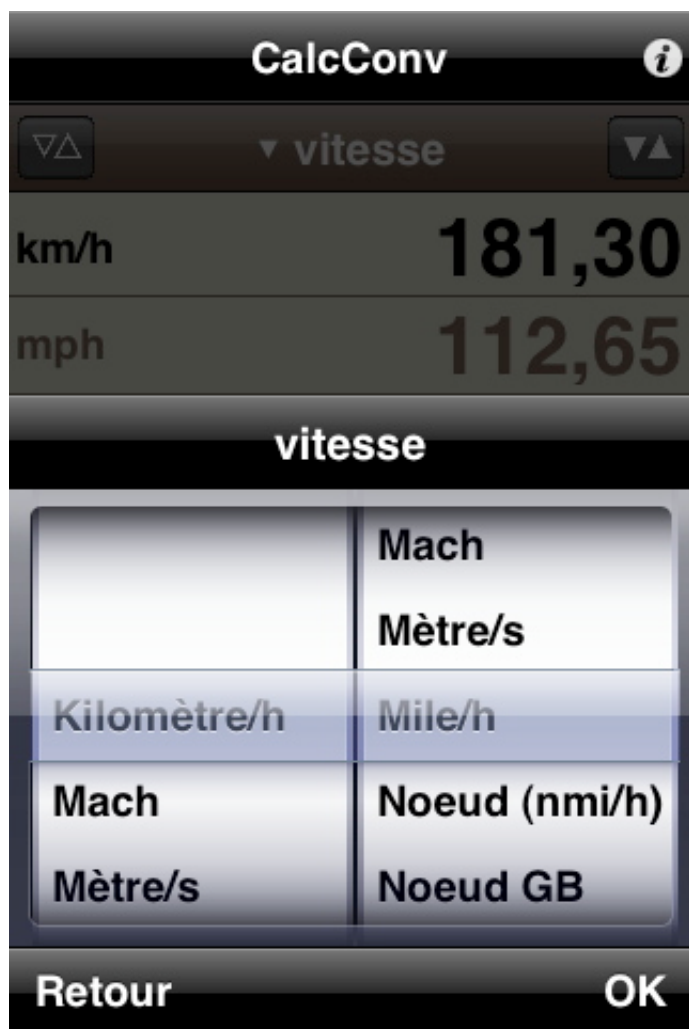 CalcConv
vitesse
km/h 181,30
mph 112,65
vitesse
Mach
Mètre/s
Kilomètre/h Mile/h
Mach Noeud (nmi/h)
Mètre/s Noeud GB
Retour OK